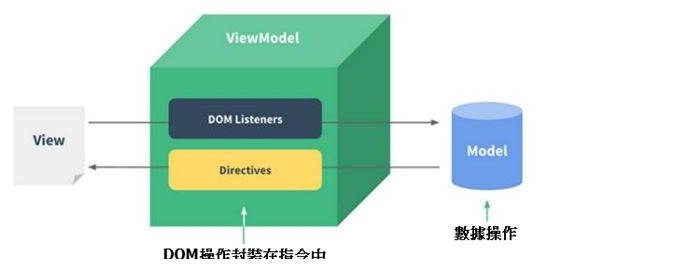 ViewModel
DOM Listeners
View
Model
Directives
數據操作
DOM操作封裝在指令中